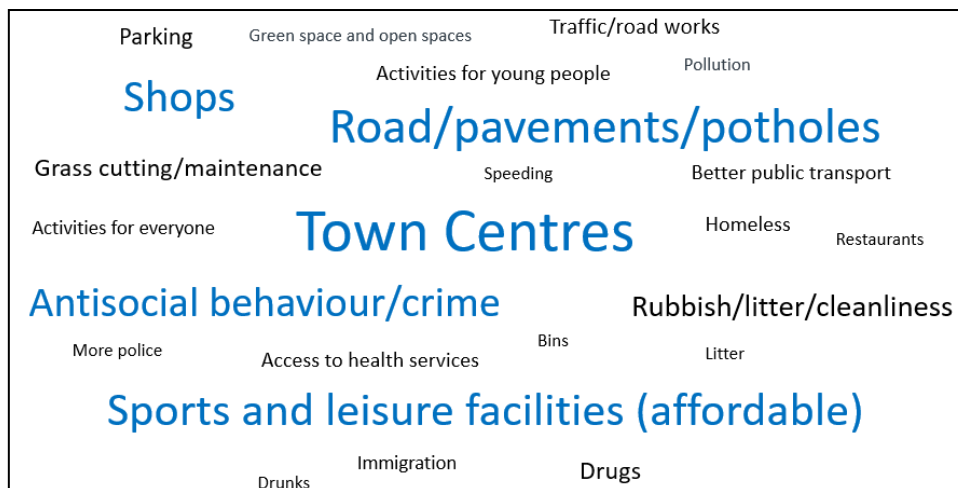 Parking
Green space and open spaces
Traffic/road works
Activities for young people
Pollution
Shops
Road/pavements/potholes
Grass cutting/maintenance
Speeding
Better public transport
Activities for everyone
Town Centres
Homeless
Restaurants
Antisocial behaviour/crime
Rubbish/litter/cleanliness
More police
Access to health services
Bins
Litter
Sports and leisure facilities (affordable)
Drunks
Immigration
Drugs